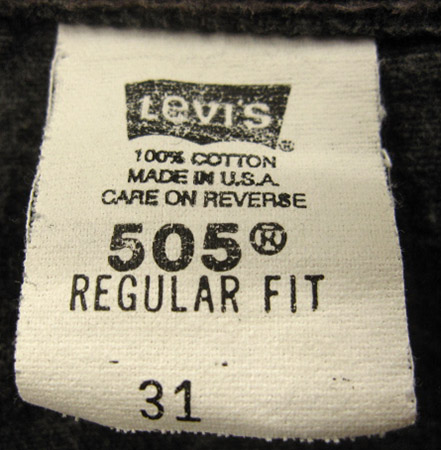 Levi's®
100% COTTON
MADE IN U.S.A.
CARE ON REVERSE
505®
REGULAR FIT
31